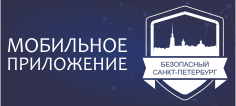 МОБИЛЬНОЕ
ПРИЛОЖЕНИЕ
БЕЗОПАСНЫЙ
САНКТ-ПЕТЕРБУРГ